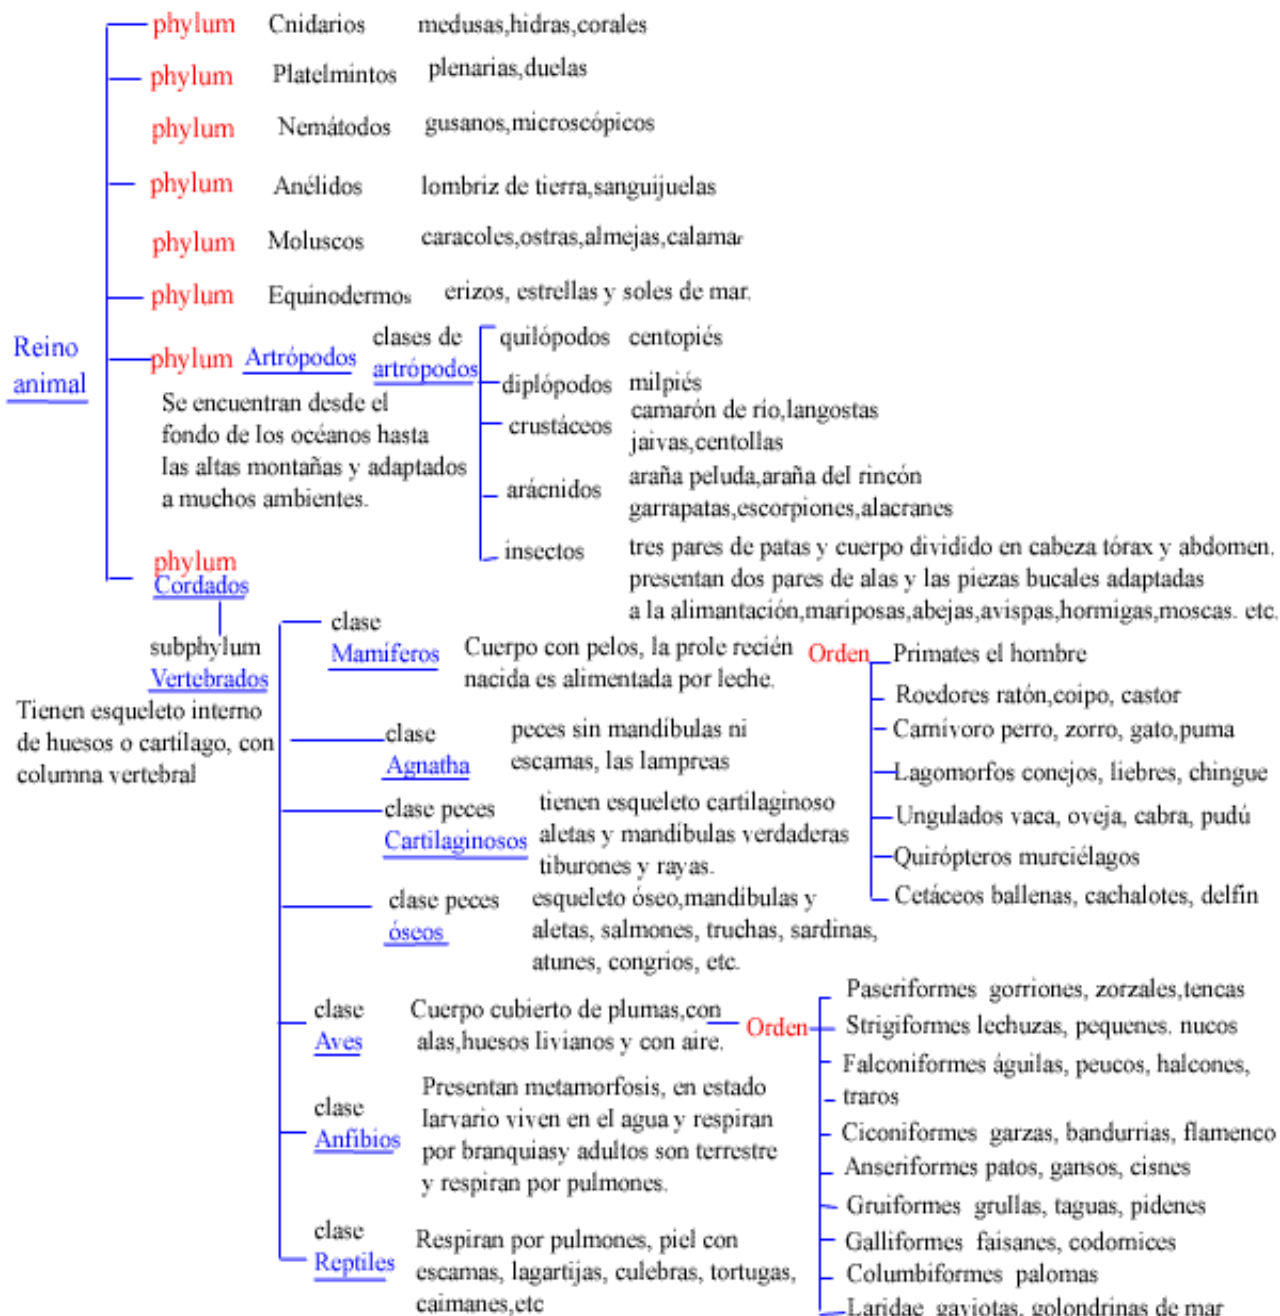 phylum Cnidarios medusas,hidras,corales
phylum Platelmintos plenarias,duelas
phylum Nemátodos gusanos,microscópicos
phylum Anélidos lombriz de tierra,sanguijuelas
phylum Moluscos caracoles,ostras,almejas,calamar
phylum Equinodermos erizos, estrellas y soles de mar.
Reino
animal
phylum Artrópodos
Se encuentran desde el
fondo de los océanos hasta
las altas montañas y adaptados
a muchos ambientes.
clases de
artrópodos
quilópodos centopiés
diplópodos milpiés
crustáceos camarón de río,langostas
jaivas,centollas
arácnidos araña peluda,araña del rincón
garrapatas,escorpiones,alacranes
insectos tres pares de patas y cuerpo dividido en cabeza tórax y abdomen.
presentan dos pares de alas y las piezas bucales adaptadas
a la alimantación,mariposas,abejas,avispas,hormigas,moscas. etc.
phylum
Cordados
subphylum
Vertebrados
Tienen esqueleto interno
de huesos o cartílago, con
columna vertebral
clase
Mamíferos
Cuerpo con pelos, la prole recién
nacida es alimentada por leche.
Orden
Primates el hombre
Roedores ratón,coipo, castor
Carnívoro perro, zorro, gato,puma
Lagomorfos conejos, liebres, chingue
Ungulados vaca, oveja, cabra, pudú
Quirópteros murciélagos
Cetáceos ballenas, cachalotes, delfin
clase
Agnatha
peces sin mandíbulas ni
escamas, las lampreas
clase peces
Cartilaginosos
tienen esqueleto cartilaginoso
aletas y mandíbulas verdaderas
tiburones y rayas.
clase peces
óseos
esqueleto óseo,mandíbulas y
aletas, salmones, truchas, sardinas,
atunes, congrios, etc.
clase
Aves
Cuerpo cubierto de plumas,con
alas,huesos livianos y con aire.
Orden
Paseriformes gorriones, zorzales,tencas
Strigiformes lechuzas, pequenes. nucos
Falconiformes águilas, peucos, halcones,
traros
Ciconiformes garzas, bandurrias, flamenco
Anseriformes patos, gansos, cisnes
Gruiformes grullas, taguas, pidenes
Galliformes faisanes, codornices
Columbiformes palomas
Laridae gaviotas, golondrinas de mar
clase
Anfibios
Presentan metamorfosis, en estado
larvario viven en el agua y respiran
por branquiasy adultos son terrestre
y respiran por pulmones.
clase
Reptiles
Respiran por pulmones, piel con
escamas, lagartijas, culebras, tortugas,
caimanes,etc